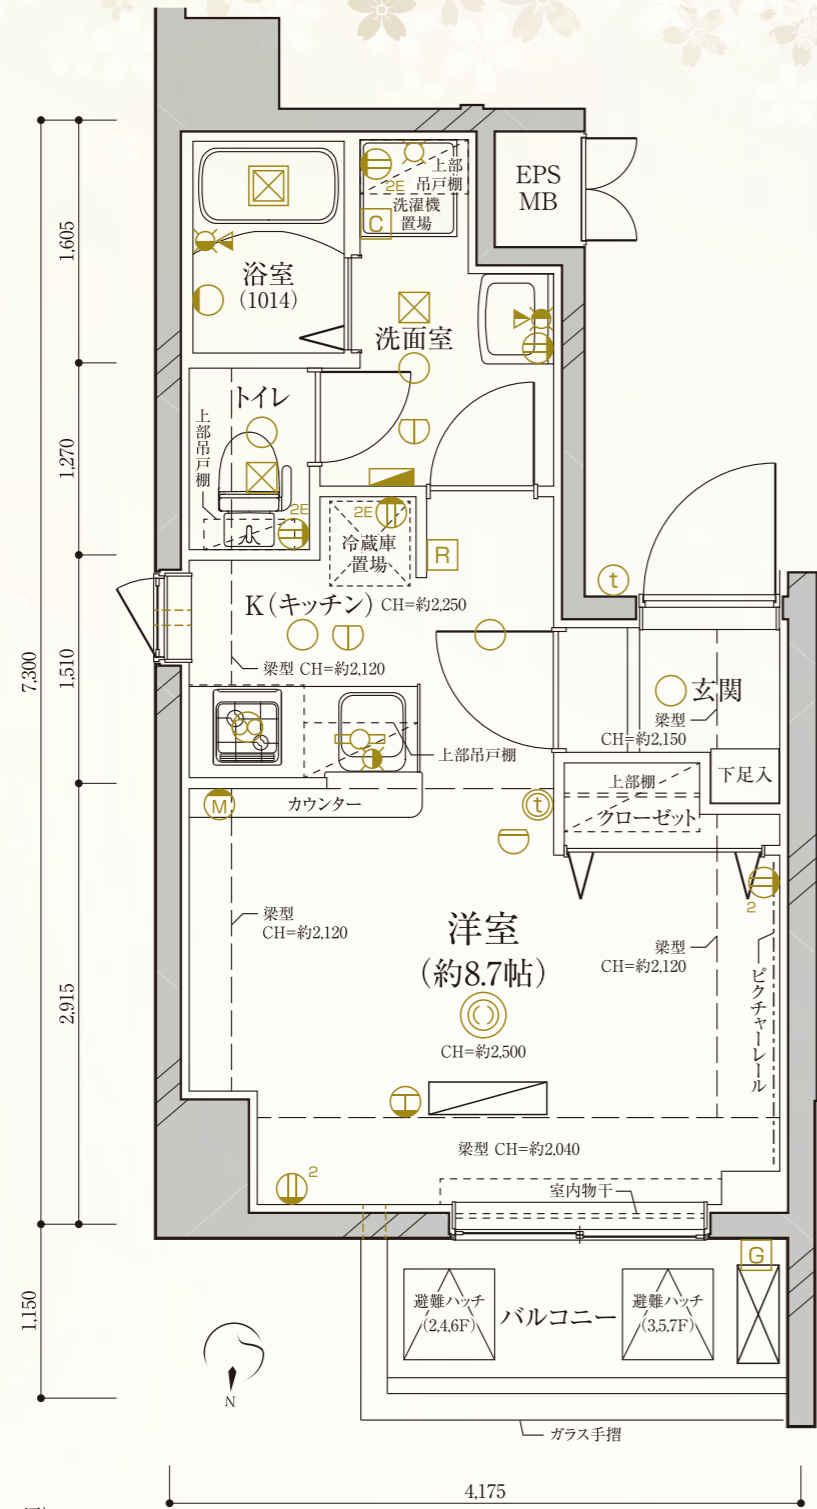 EPS
MB
上部
吊戸棚
2E
洗濯機
置場
C
浴室
(1014)
洗面室
トイレ
上部吊戸棚
2E
2E
冷蔵庫
置場
R
t
K(キッチン) CH=約2,250
梁型 CH=約2,120
玄関
梁型
CH=約2,150
上部吊戸棚
下足入
上部棚
クローゼット
M
カウンター
t
2
梁型
CH=約2,120
洋室
(約8.7帖)
CH=約2,500
梁型
CH=約2,120
ピクチャーレール
梁型 CH=約2,040
2
室内物干
G
避難ハッチ
(2,4,6F)
バルコニー
避難ハッチ
(3,5,7F)
N
ガラス手摺
1,605
1,270
1,510
2,915
7,300
1,150
4,175